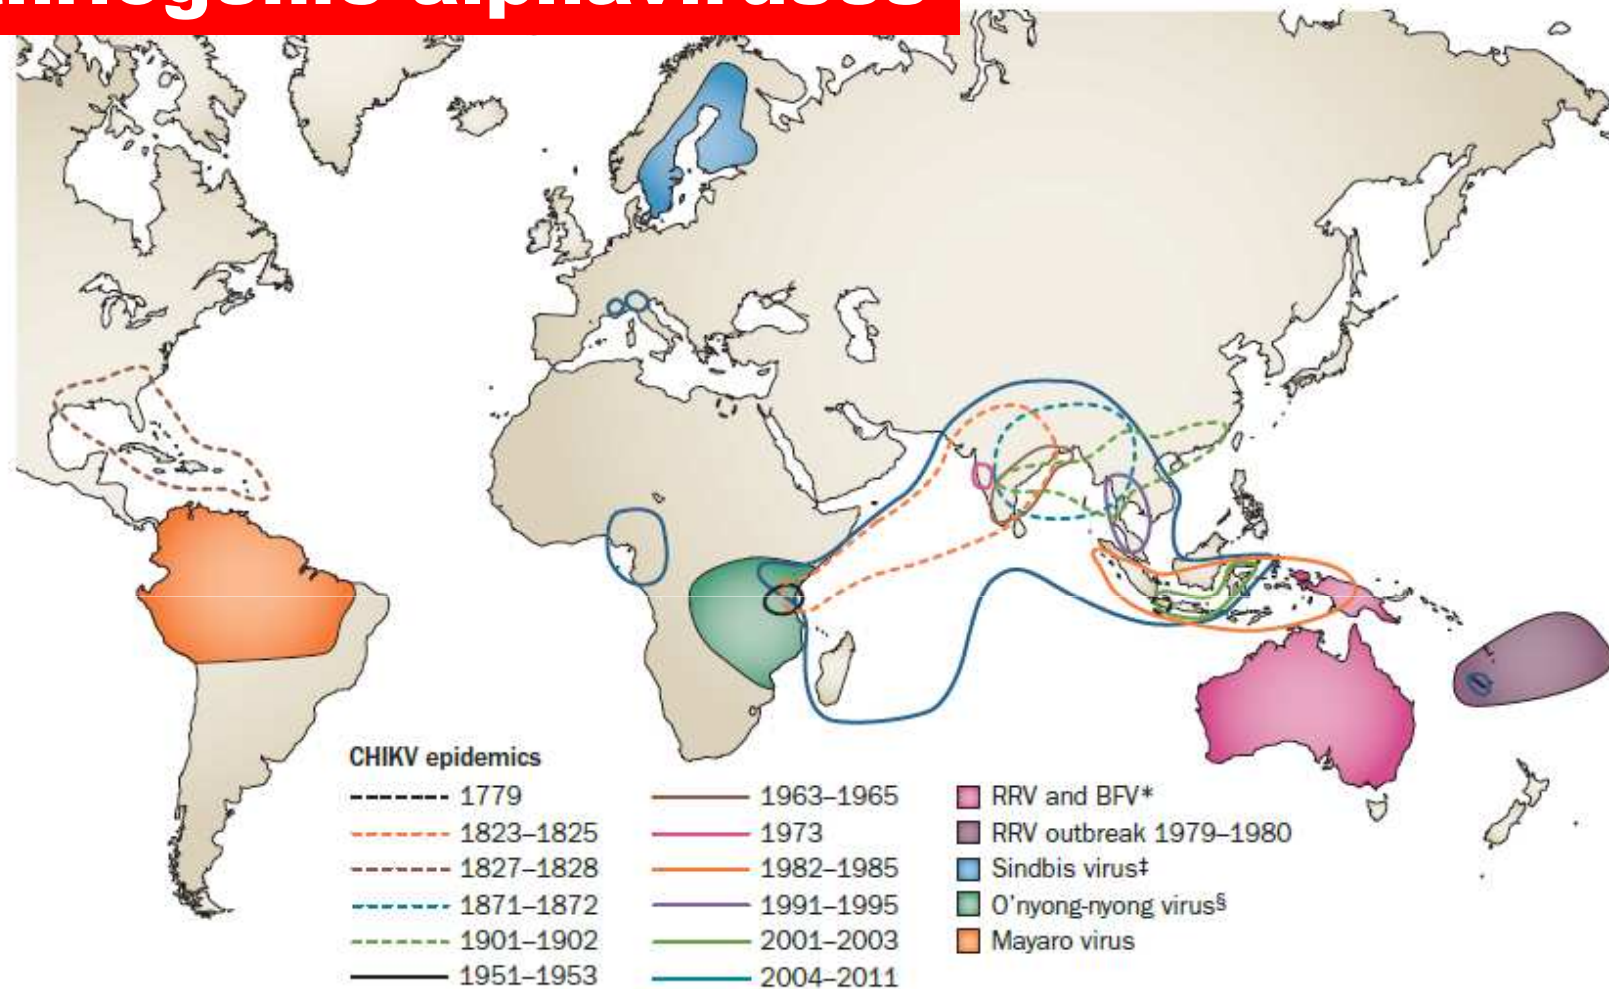 alphaviruses
CHIKV epidemics
1779
1823–1825
1827–1828
1871–1872
1901–1902
1951–1953
1963–1965
1973
1982–1985
1991–1995
2001–2003
2004–2011
RRV and BFV*
RRV outbreak 1979–1980
Sindbis virus‡
O’nyong-nyong virus§
Mayaro virus